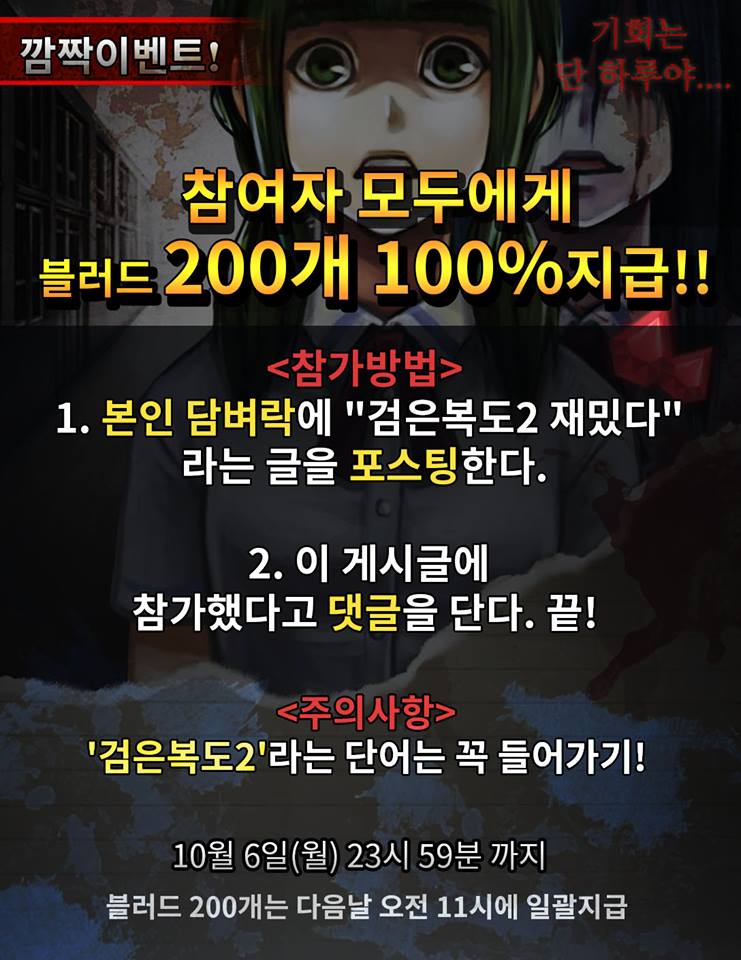 깜짝이벤트!
기회는
단 하루야....
참여자 모두에게
블러드 200개 100%지급!!
<참가방법>
1. 본인 담벼락에 "검은복도2 재밌다"
라는 글을 포스팅한다.
2. 이 게시글에
참가했다고 댓글을 단다. 끝!
<주의사항>
'검은복도2'라는 단어는 꼭 들어가기!
10월 6일(월) 23시 59분 까지
블러드 200개는 다음날 오전 11시에 일괄지급